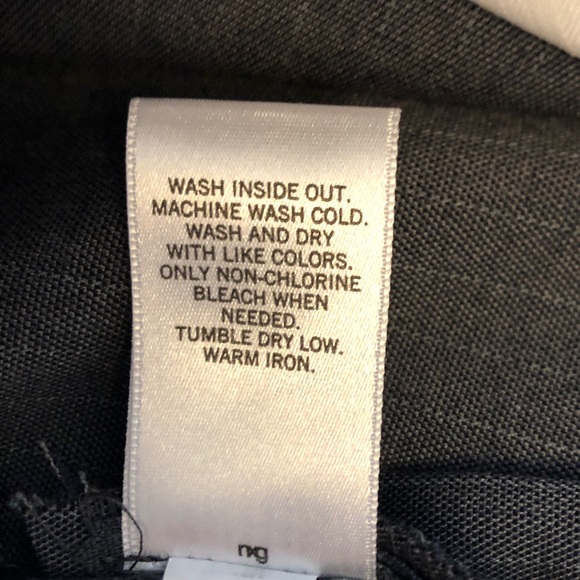 WASH INSIDE OUT.
MACHINE WASH COLD.
WASH AND DRY
WITH LIKE COLORS.
ONLY NON-CHLORINE
BLEACH WHEN
NEEDED.
TUMBLE DRY LOW.
WARM IRON.
nxg